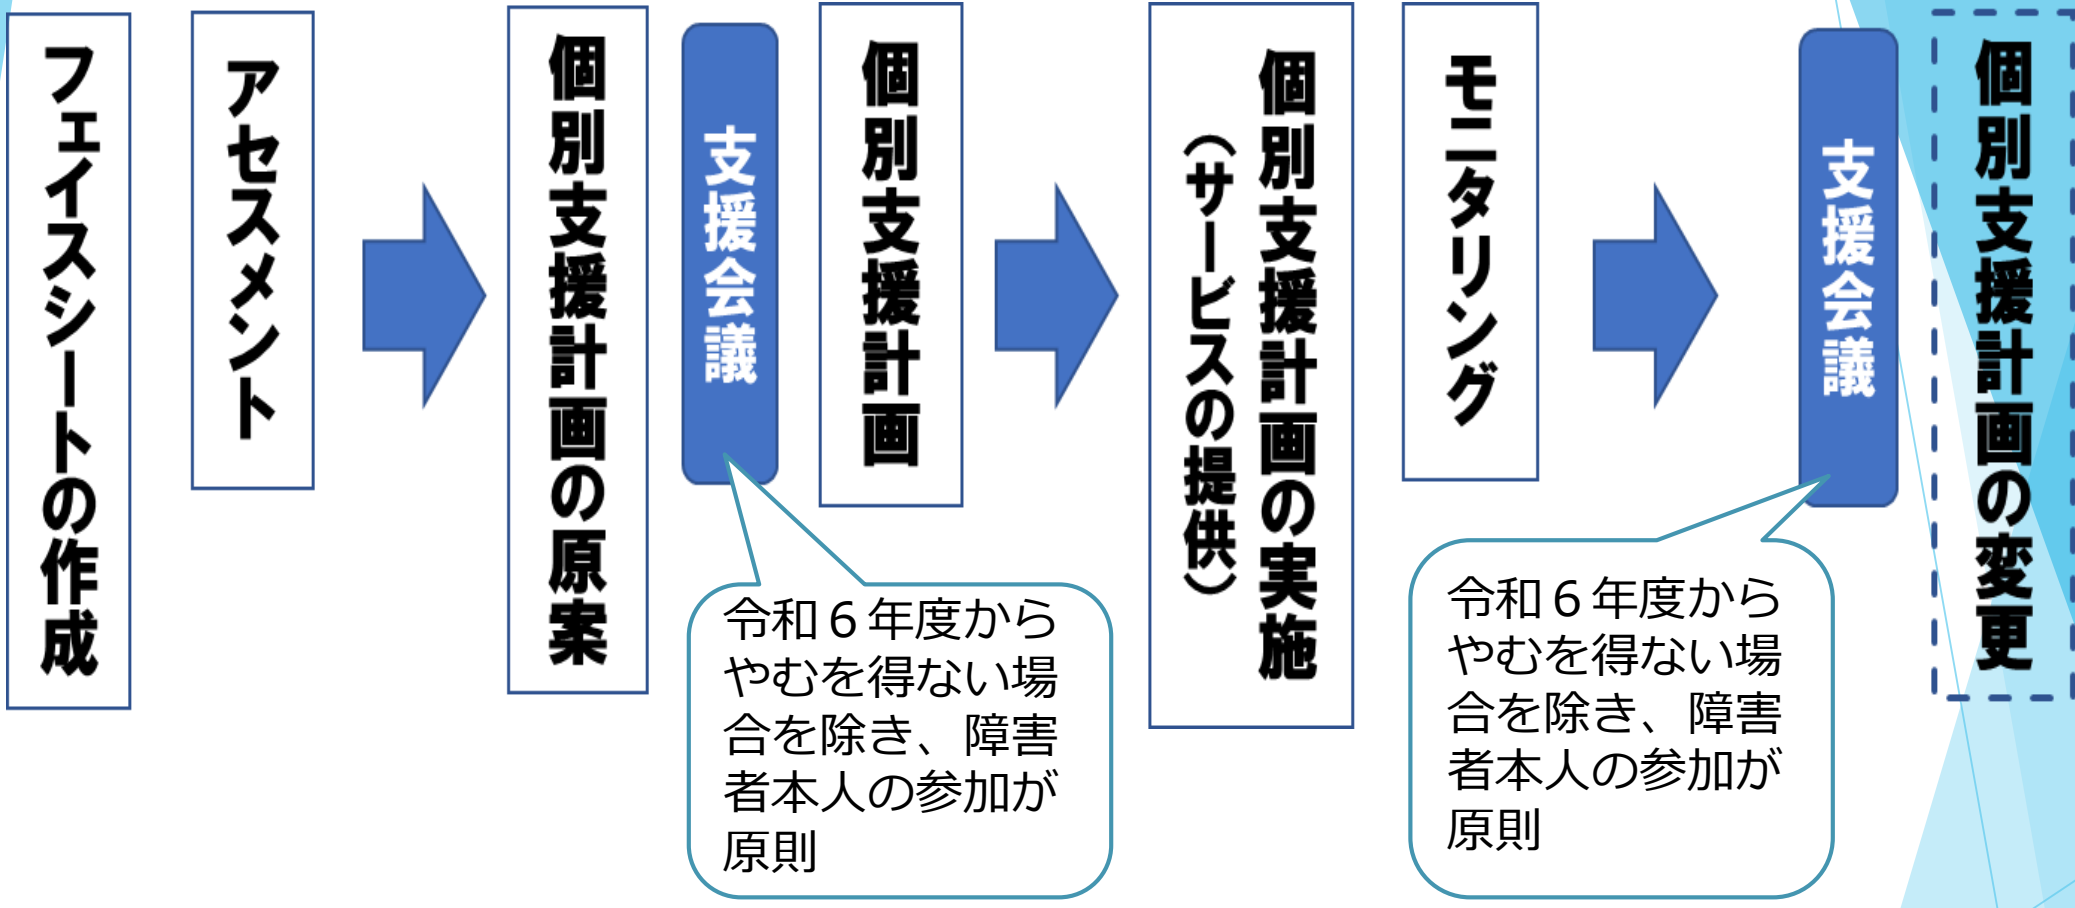 フェイスシートの作成
アセスメント
個別支援計画の原案
支援会議
個別支援計画
個別支援計画の実施
（サービスの提供）
モニタリング
支援会議
個別支援計画の変更
令和６年度から
やむを得ない場
合を除き、障害
者本人の参加が
原則
令和６年度から
やむを得ない場
合を除き、障害
者本人の参加が
原則